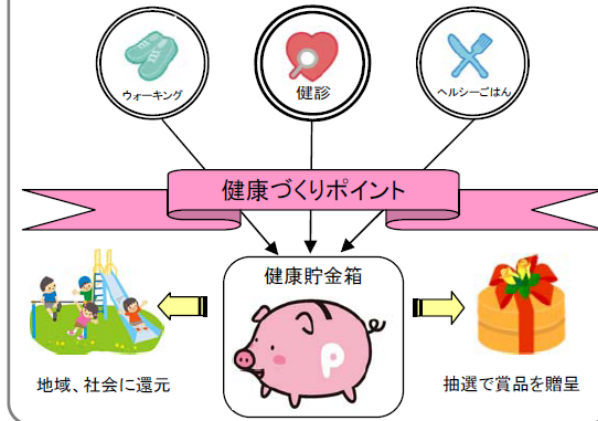 ウォーキング
健診
ヘルシーごはん
健康づくりポイント
健康貯金箱
P
地域、社会に還元
抽選で賞品を贈呈